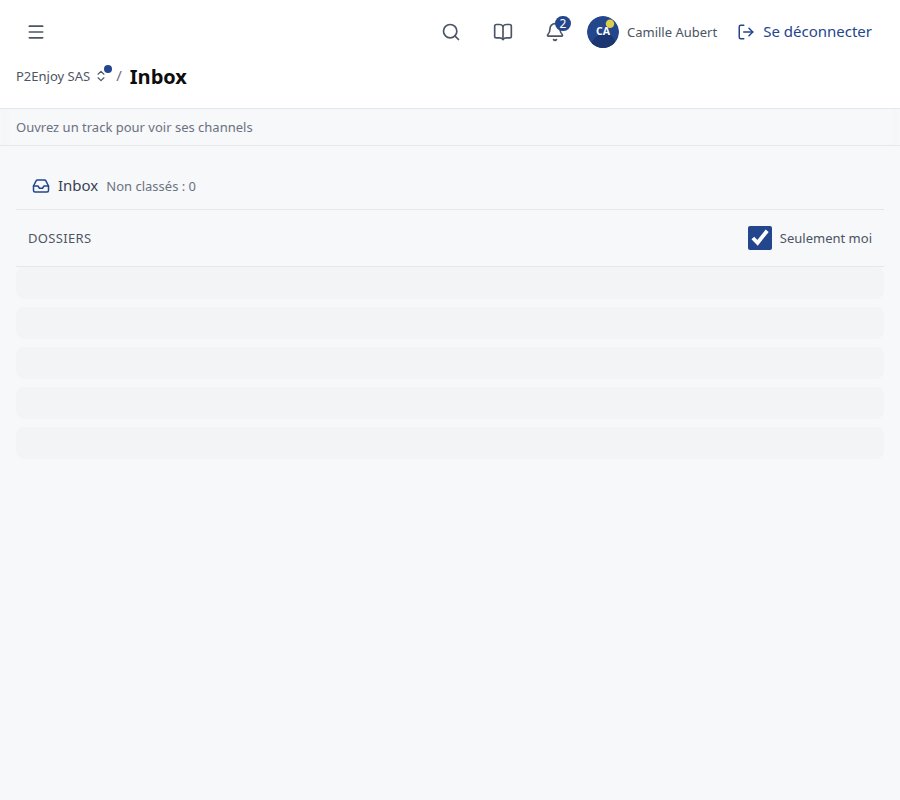 2
CA
Camille Aubert
Se déconnecter
P2Enjoy SAS / Inbox
Ouvrez un track pour voir ses channels
Inbox Non classés : 0
DOSSIERS
Seulement moi